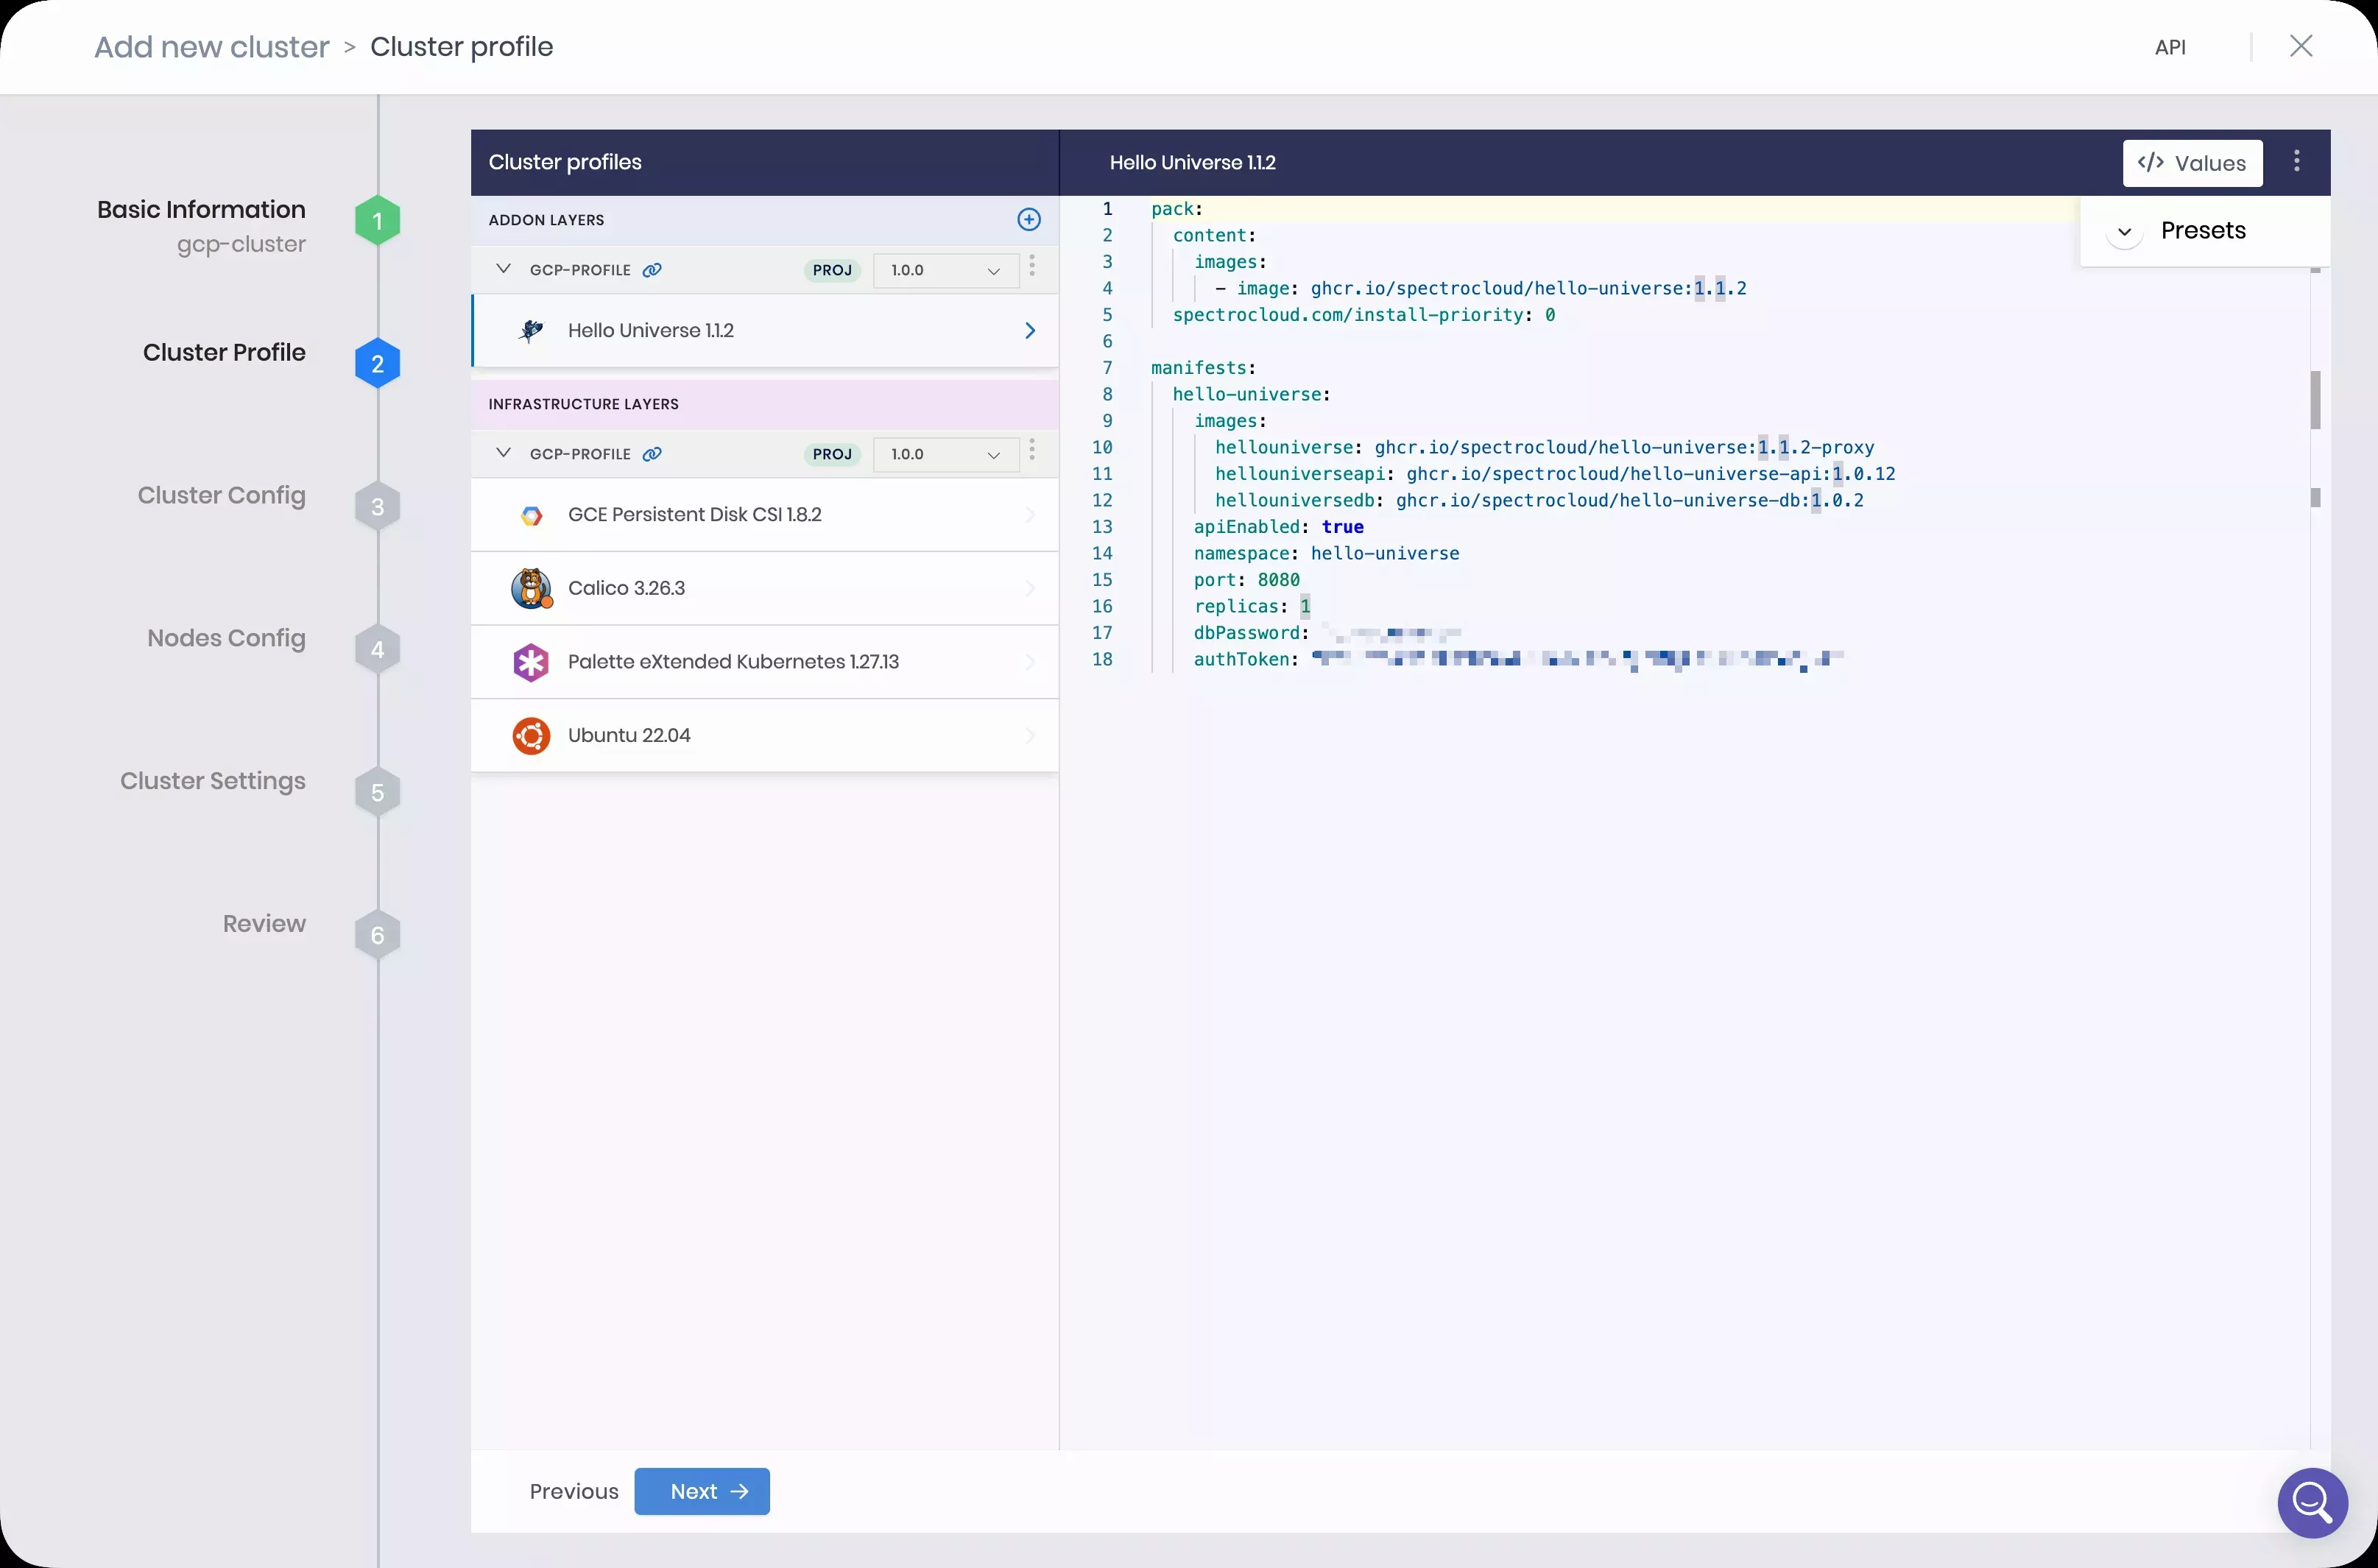 Add new cluster > Cluster profile
API
Basic Information
gcp-cluster
1
Cluster Profile
2
Cluster Config
3
Nodes Config
4
Cluster Settings
5
Review
6
Cluster profiles
ADDON LAYERS
GCP-PROFILE PROJ 1.0.0
Hello Universe 1.1.2
INFRASTRUCTURE LAYERS
GCP-PROFILE PROJ 1.0.0
GCE Persistent Disk CSI 1.8.2
Calico 3.26.3
Palette eXtended Kubernetes 1.27.13
Ubuntu 22.04
Hello Universe 1.1.2
</> Values
Presets
1 pack:
2 content:
3 images:
4 - image: ghcr.io/spectrocloud/hello-universe:1.1.2
5 spectrocloud.com/install-priority: 0
6
7 manifests:
8 hello-universe:
9 images:
10 hellouniverse: ghcr.io/spectrocloud/hello-universe:1.1.2-proxy
11 hellouniverseapi: ghcr.io/spectrocloud/hello-universe-api:1.0.12
12 hellouniversedb: ghcr.io/spectrocloud/hello-universe-db:1.0.2
13 apiEnabled: true
14 namespace: hello-universe
15 port: 8080
16 replicas: 1
17 dbPassword:
18 authToken:
Previous
Next →